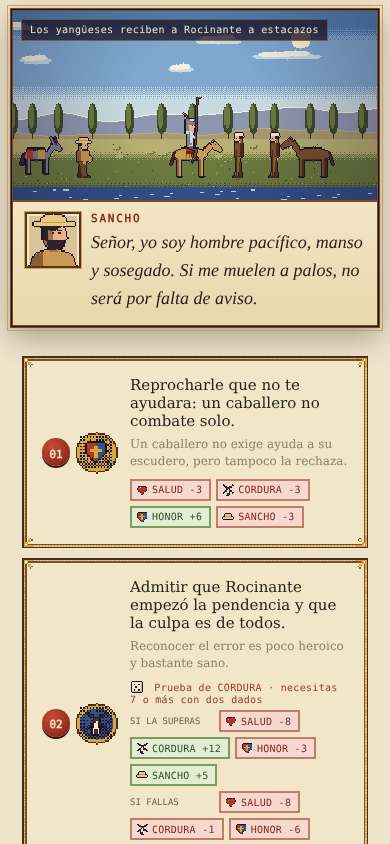 Los yangüeses reciben a Rocinante a estacazos
SANCHO
Señor, yo soy hombre pacífico, manso
y sosegado. Si me muelen a palos, no
será por falta de aviso.
01
Reprocharle que no te
ayudara: un caballero no
combate solo.
Un caballero no exige ayuda a su
escudero, pero tampoco la rechaza.
SALUD -3 CORDURA -3
HONOR +6 SANCHO -3
02
Admitir que Rocinante
empezó la pendencia y que
la culpa es de todos.
Reconocer el error es poco heroico
y bastante sano.
Prueba de CORDURA · necesitas
7 o más con dos dados
SI LA SUPERAS SALUD -8
CORDURA +12 HONOR -3
SANCHO +5
SI FALLAS SALUD -8
CORDURA -1 HONOR -6